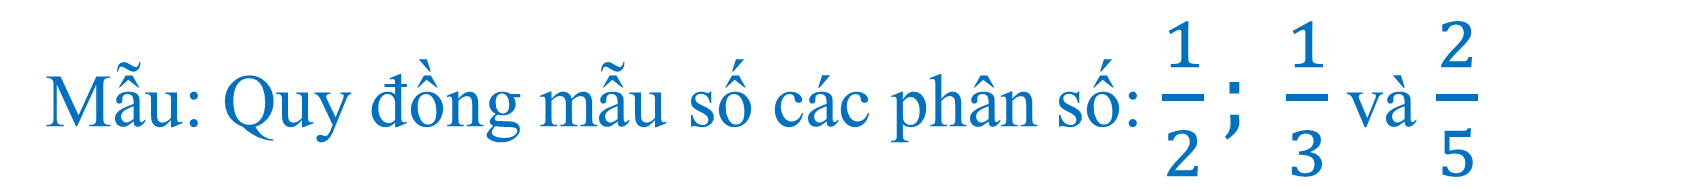 Mẫu: Quy đồng mẫu số các phân số: 1/2 ; 1/3 và 2/5